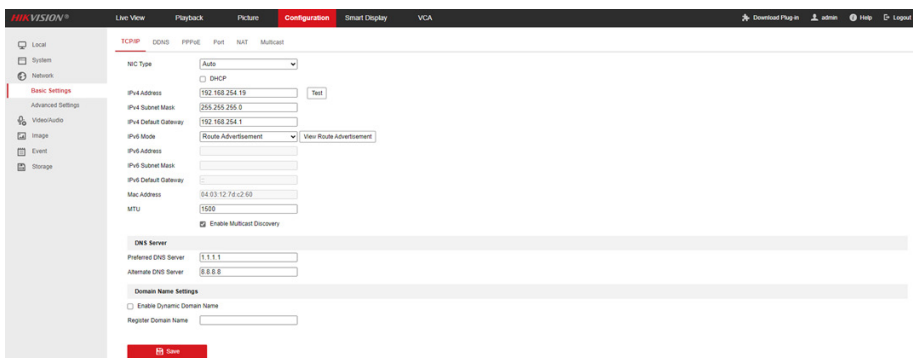 HIKVISION® Live View Playback Picture Configuration Smart Display VCA Download Plug-in admin Help Logout
Local
System
Network
Basic Settings
Advanced Settings
Video/Audio
Image
Event
Storage
TCP/IP DDNS PPPoE Port NAT Multicast
NIC Type Auto
DHCP
IPv4 Address 192.168.254.19 Test
IPv4 Subnet Mask 255.255.255.0
IPv4 Default Gateway 192.168.254.1
IPv6 Mode Route Advertisement View Route Advertisement
IPv6 Address
IPv6 Subnet Mask
IPv6 Default Gateway
Mac Address 04:03:12:7d:c2:60
MTU 1500
Enable Multicast Discovery
DNS Server
Preferred DNS Server 1.1.1.1
Alternate DNS Server 8.8.8.8
Domain Name Settings
Enable Dynamic Domain Name
Register Domain Name
Save